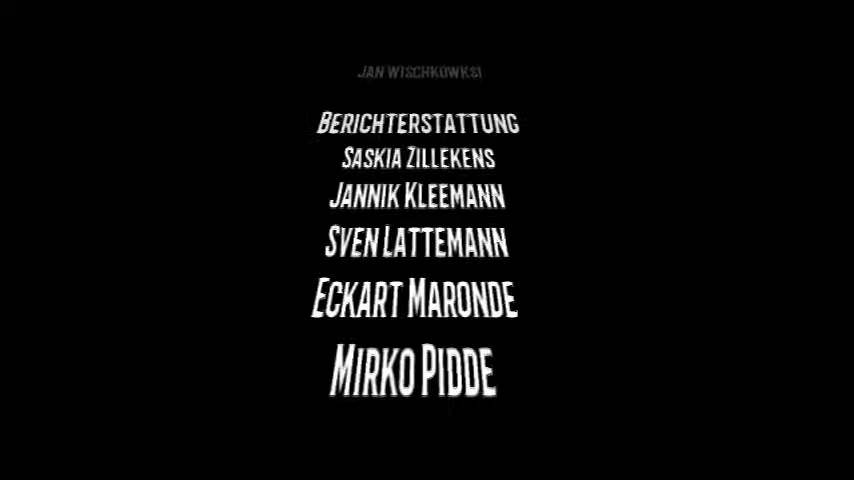 JAN WISCHKOWKSI
BERICHTERSTATTUNG
SASKIA ZILLEKENS
JANNIK KLEEMANN
SVEN LATTEMANN
ECKART MARONDE
MIRKO PIDDE